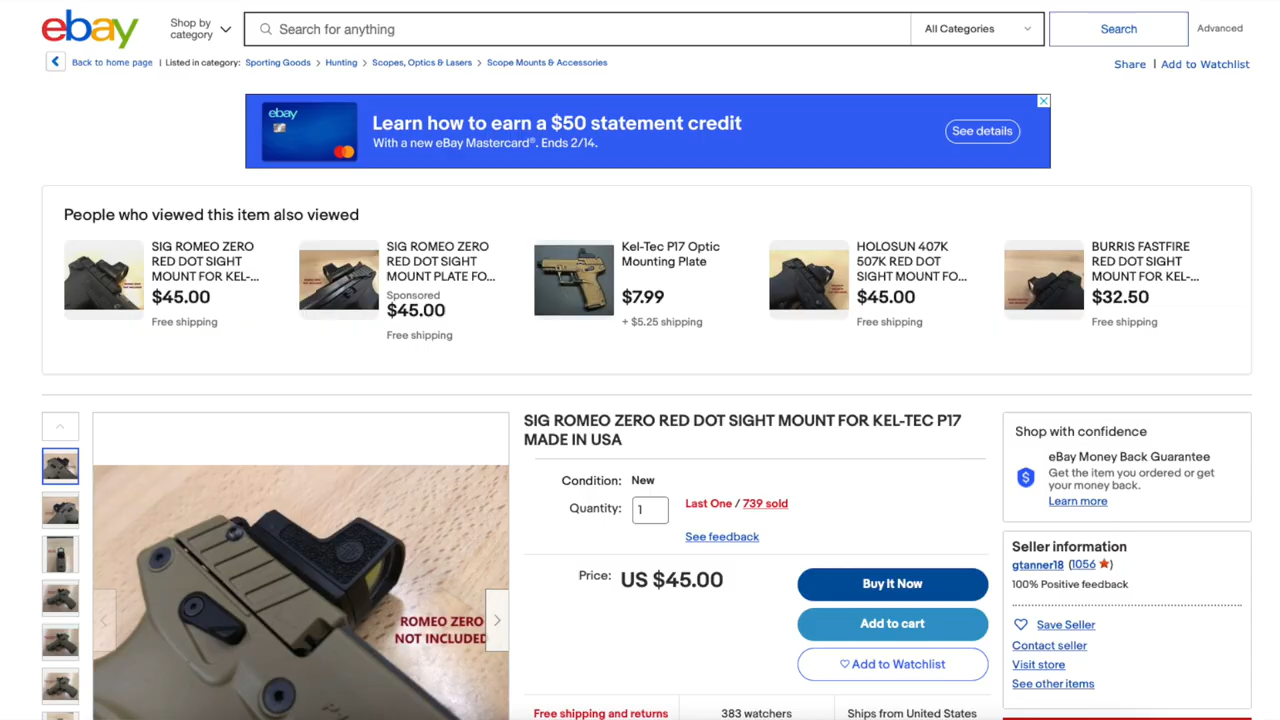 ebay
Shop by
category
Search for anything
All Categories
Search
Advanced
Back to home page | Listed in category: Sporting Goods > Hunting > Scopes, Optics & Lasers > Scope Mounts & Accessories
Share | Add to Watchlist
ebay
Learn how to earn a $50 statement credit
With a new eBay Mastercard®. Ends 2/14.
See details
People who viewed this item also viewed
SIG ROMEO ZERO
RED DOT SIGHT
MOUNT FOR KEL-...
$45.00
Free shipping
SIG ROMEO ZERO
RED DOT SIGHT
MOUNT PLATE FO...
Sponsored
$45.00
Free shipping
Kel-Tec P17 Optic
Mounting Plate
$7.99
+ $5.25 shipping
HOLOSUN 407K
507K RED DOT
SIGHT MOUNT FO...
$45.00
Free shipping
BURRIS FASTFIRE
RED DOT SIGHT
MOUNT FOR KEL-...
$32.50
Free shipping
ROMEO ZERO
NOT INCLUDED
SIG ROMEO ZERO RED DOT SIGHT MOUNT FOR KEL-TEC P17
MADE IN USA
Condition: New
Quantity: 1
Last One / 739 sold
See feedback
Price: US $45.00
Buy It Now
Add to cart
Add to Watchlist
Free shipping and returns
383 watchers
Ships from United States
Shop with confidence
eBay Money Back Guarantee
Get the item you ordered or get
your money back.
Learn more
Seller information
gtanner18 (1056 ★)
100% Positive feedback
Save Seller
Contact seller
Visit store
See other items